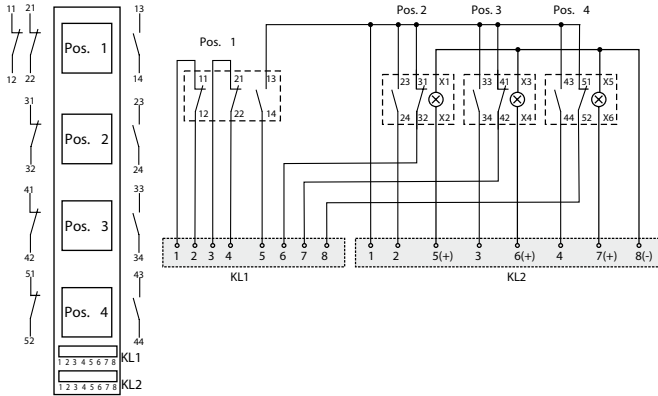 11 21 13
Pos. 1
12 22 14
31 23
Pos. 2
32 24
41 33
Pos. 3
42 34
51 43
Pos. 4
52 44
1 2 3 4 5 6 7 8 KL1
1 2 3 4 5 6 7 8 KL2
Pos. 2 Pos. 3 Pos. 4
Pos. 1
11 21 13
12 22 14
23 31 X1 33 41 X3 43 51 X5
24 32 X2 34 42 X4 44 52 X6
1 2 3 4 5 6 7 8
KL1
1 2 5(+) 3 6(+) 4 7(+) 8(-)
KL2